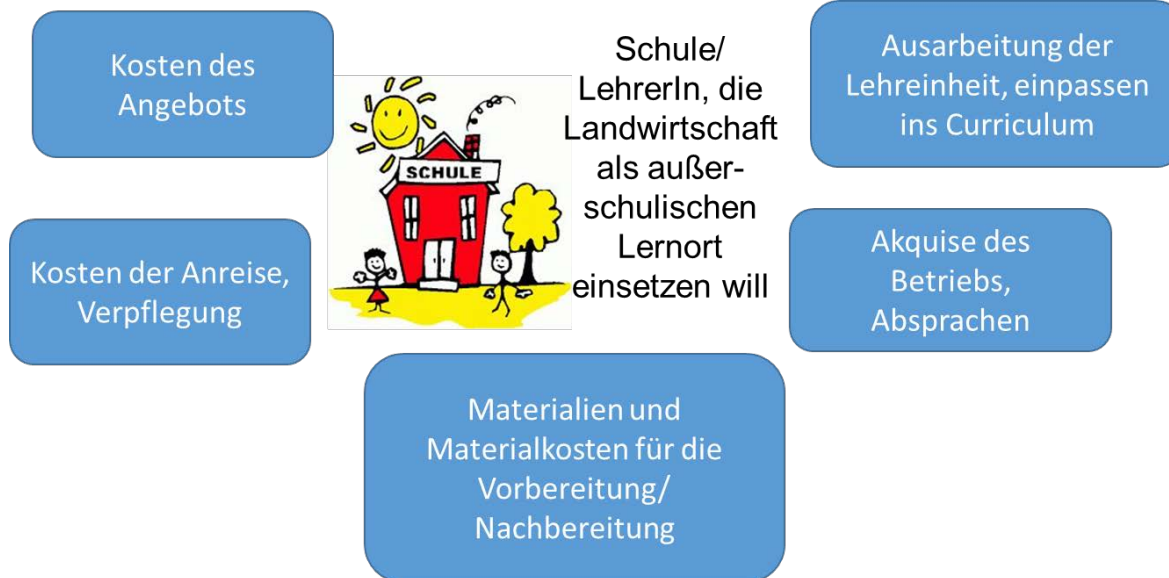 Kosten des
Angebots
SCHULE
Schule/
LehrerIn, die
Landwirtschaft
als außer-
schulischen
Lernort
einsetzen will
Ausarbeitung der
Lehreinheit, einpassen
ins Curriculum
Kosten der Anreise,
Verpflegung
Akquise des
Betriebs,
Absprachen
Materialien und
Materialkosten für die
Vorbereitung/
Nachbereitung